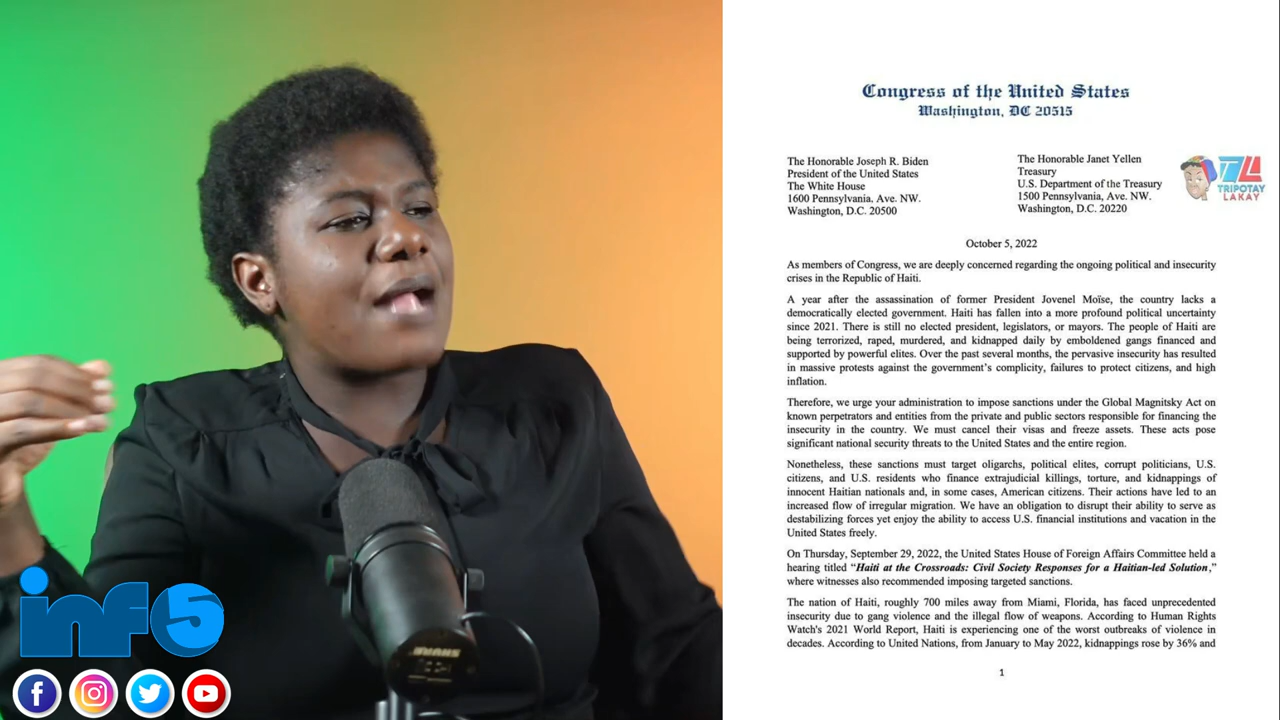 Congress of the United States
Washington, DC 20515
The Honorable Joseph R. Biden
President of the United States
The White House
1600 Pennsylvania. Ave. NW.
Washington, D.C. 20500
The Honorable Janet Yellen
Treasury
U.S. Department of the Treasury
1500 Pennsylvania, Ave. NW.
Washington, D.C. 20220
TL
TRIPOTAY
LAKAY
October 5, 2022
As members of Congress, we are deeply concerned regarding the ongoing political and insecurity
crises in the Republic of Haiti.
A year after the assassination of former President Jovenel Moïse, the country lacks a
democratically elected government. Haiti has fallen into a more profound political uncertainty
since 2021. There is still no elected president, legislators, or mayors. The people of Haiti are
being terrorized, raped, murdered, and kidnapped daily by emboldened gangs financed and
supported by powerful elites. Over the past several months, the pervasive insecurity has resulted
in massive protests against the government's complicity, failures to protect citizens, and high
inflation.
Therefore, we urge your administration to impose sanctions under the Global Magnitsky Act on
known perpetrators and entities from the private and public sectors responsible for financing the
insecurity in the country. We must cancel their visas and freeze assets. These acts pose
significant national security threats to the United States and the entire region.
Nonetheless, these sanctions must target oligarchs, political elites, corrupt politicians, U.S.
citizens, and U.S. residents who finance extrajudicial killings, torture, and kidnappings of
innocent Haitian nationals and, in some cases, American citizens. Their actions have led to an
increased flow of irregular migration. We have an obligation to disrupt their ability to serve as
destabilizing forces yet enjoy the ability to access U.S. financial institutions and vacation in the
United States freely.
On Thursday, September 29, 2022, the United States House of Foreign Affairs Committee held a
hearing titled “Haiti at the Crossroads: Civil Society Responses for a Haitian-led Solution,”
where witnesses also recommended imposing targeted sanctions.
The nation of Haiti, roughly 700 miles away from Miami, Florida, has faced unprecedented
insecurity due to gang violence and the illegal flow of weapons. According to Human Rights
Watch's 2021 World Report, Haiti is experiencing one of the worst outbreaks of violence in
decades. According to United Nations, from January to May 2022, kidnappings rose by 36% and
1
inf5